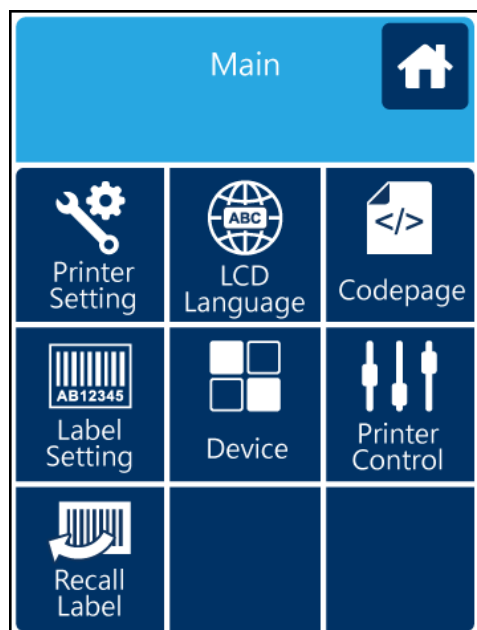 Main
Printer
Setting
ABC
LCD
Language
</>
Codepage
AB12345
Label
Setting
Device
Printer
Control
Recall
Label